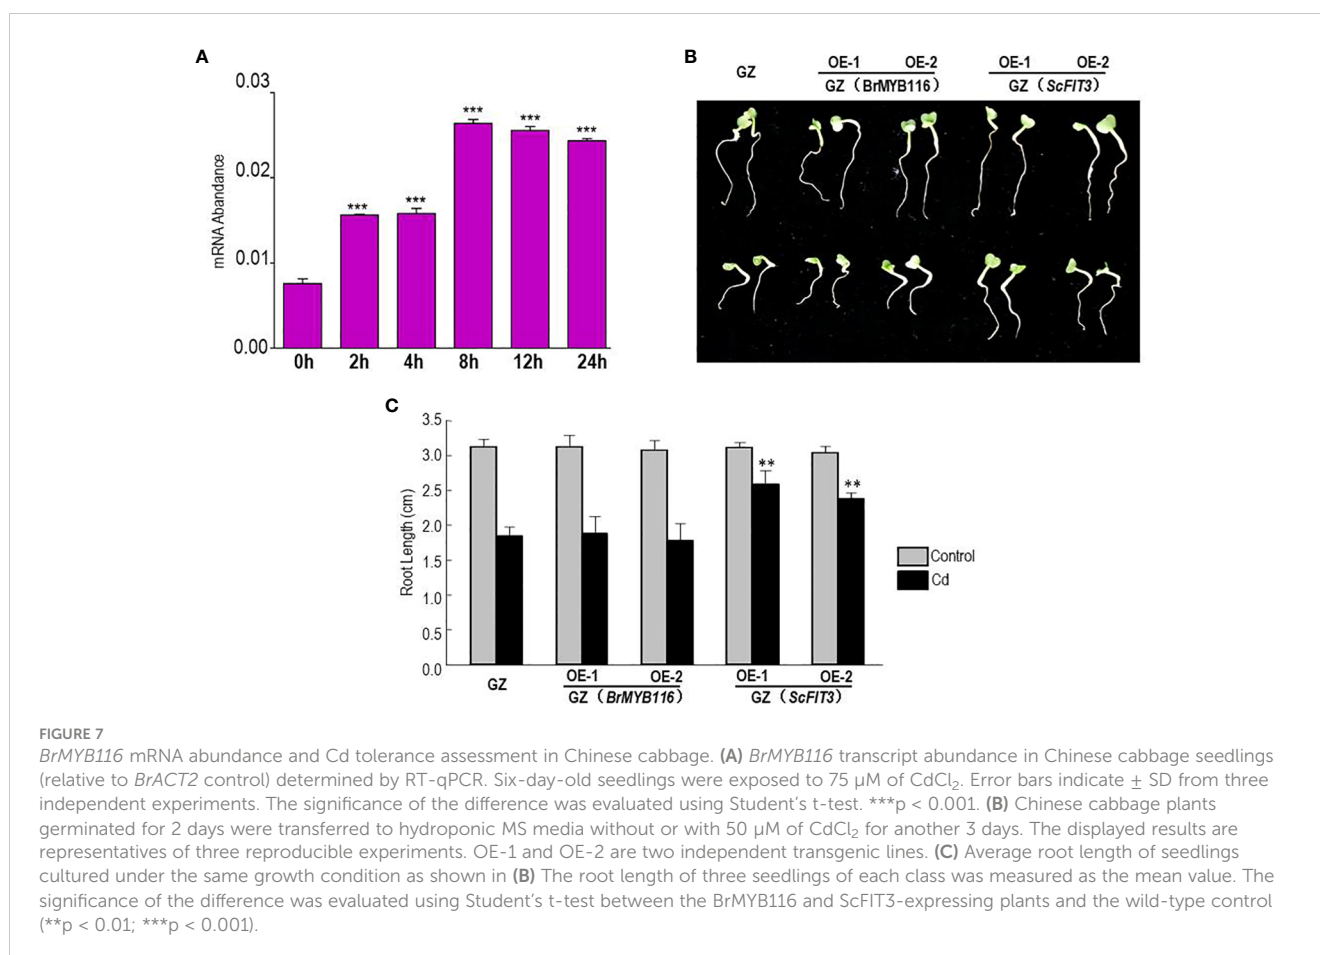 A
0.03
0.02
0.01
0.00
mRNA Abundance
***
***
***
***
***
0h 2h 4h 8h 12h 24h
B
GZ
OE-1 OE-2
GZ（BrMYB116）
OE-1 OE-2
GZ（ScFIT3）
C
3.5
3.0
2.5
2.0
1.5
1.0
0.5
0.0
Root Length (cm)
**
**
Control
Cd
GZ
OE-1 OE-2
GZ（BrMYB116）
OE-1 OE-2
GZ（ScFIT3）
FIGURE 7
BrMYB116 mRNA abundance and Cd tolerance assessment in Chinese cabbage. (A) BrMYB116 transcript abundance in Chinese cabbage seedlings
(relative to BrACT2 control) determined by RT-qPCR. Six-day-old seedlings were exposed to 75 μM of CdCl₂. Error bars indicate ± SD from three
independent experiments. The significance of the difference was evaluated using Student's t-test. ***p < 0.001. (B) Chinese cabbage plants
germinated for 2 days were transferred to hydroponic MS media without or with 50 μM of CdCl₂ for another 3 days. The displayed results are
representatives of three reproducible experiments. OE-1 and OE-2 are two independent transgenic lines. (C) Average root length of seedlings
cultured under the same growth condition as shown in (B) The root length of three seedlings of each class was measured as the mean value. The
significance of the difference was evaluated using Student's t-test between the BrMYB116 and ScFIT3-expressing plants and the wild-type control
(**p < 0.01; ***p < 0.001).